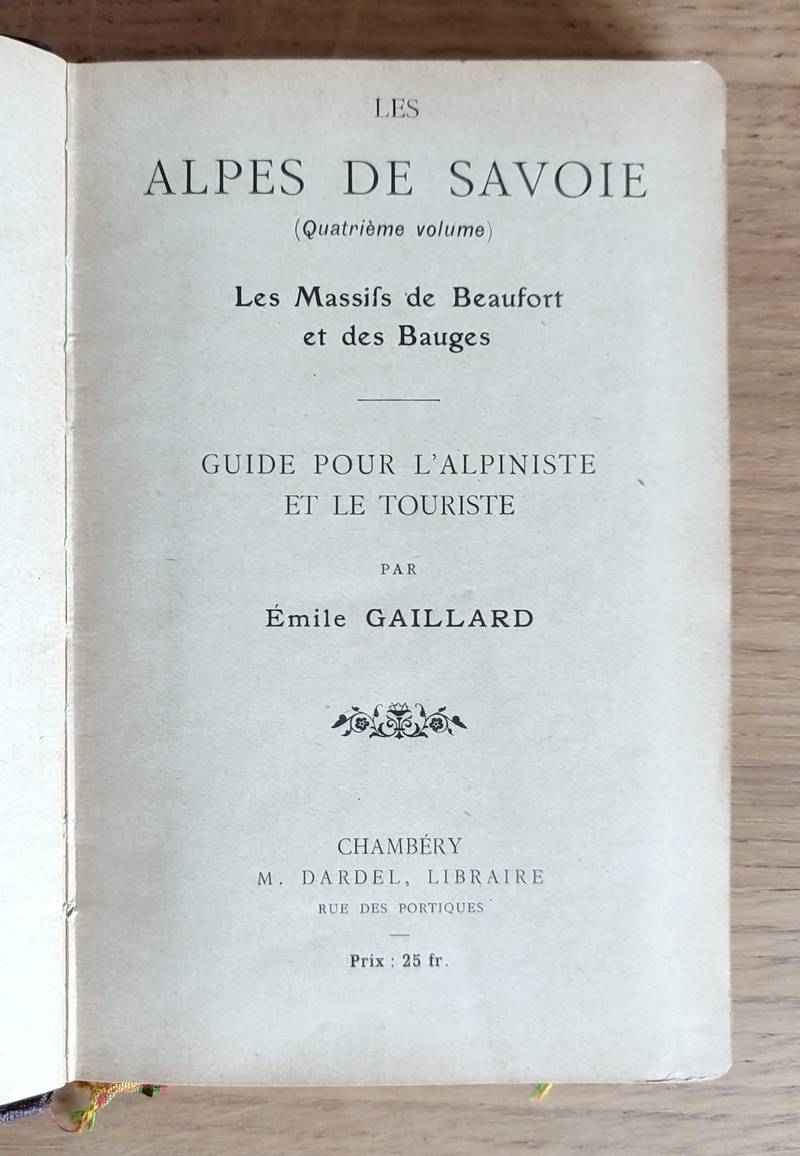 LES
ALPES DE SAVOIE
(Quatrième volume)
Les Massifs de Beaufort
et des Bauges
GUIDE POUR L'ALPINISTE
ET LE TOURISTE
PAR
Émile GAILLARD
CHAMBÉRY
M. DARDEL, LIBRAIRE
RUE DES PORTIQUES
Prix : 25 fr.